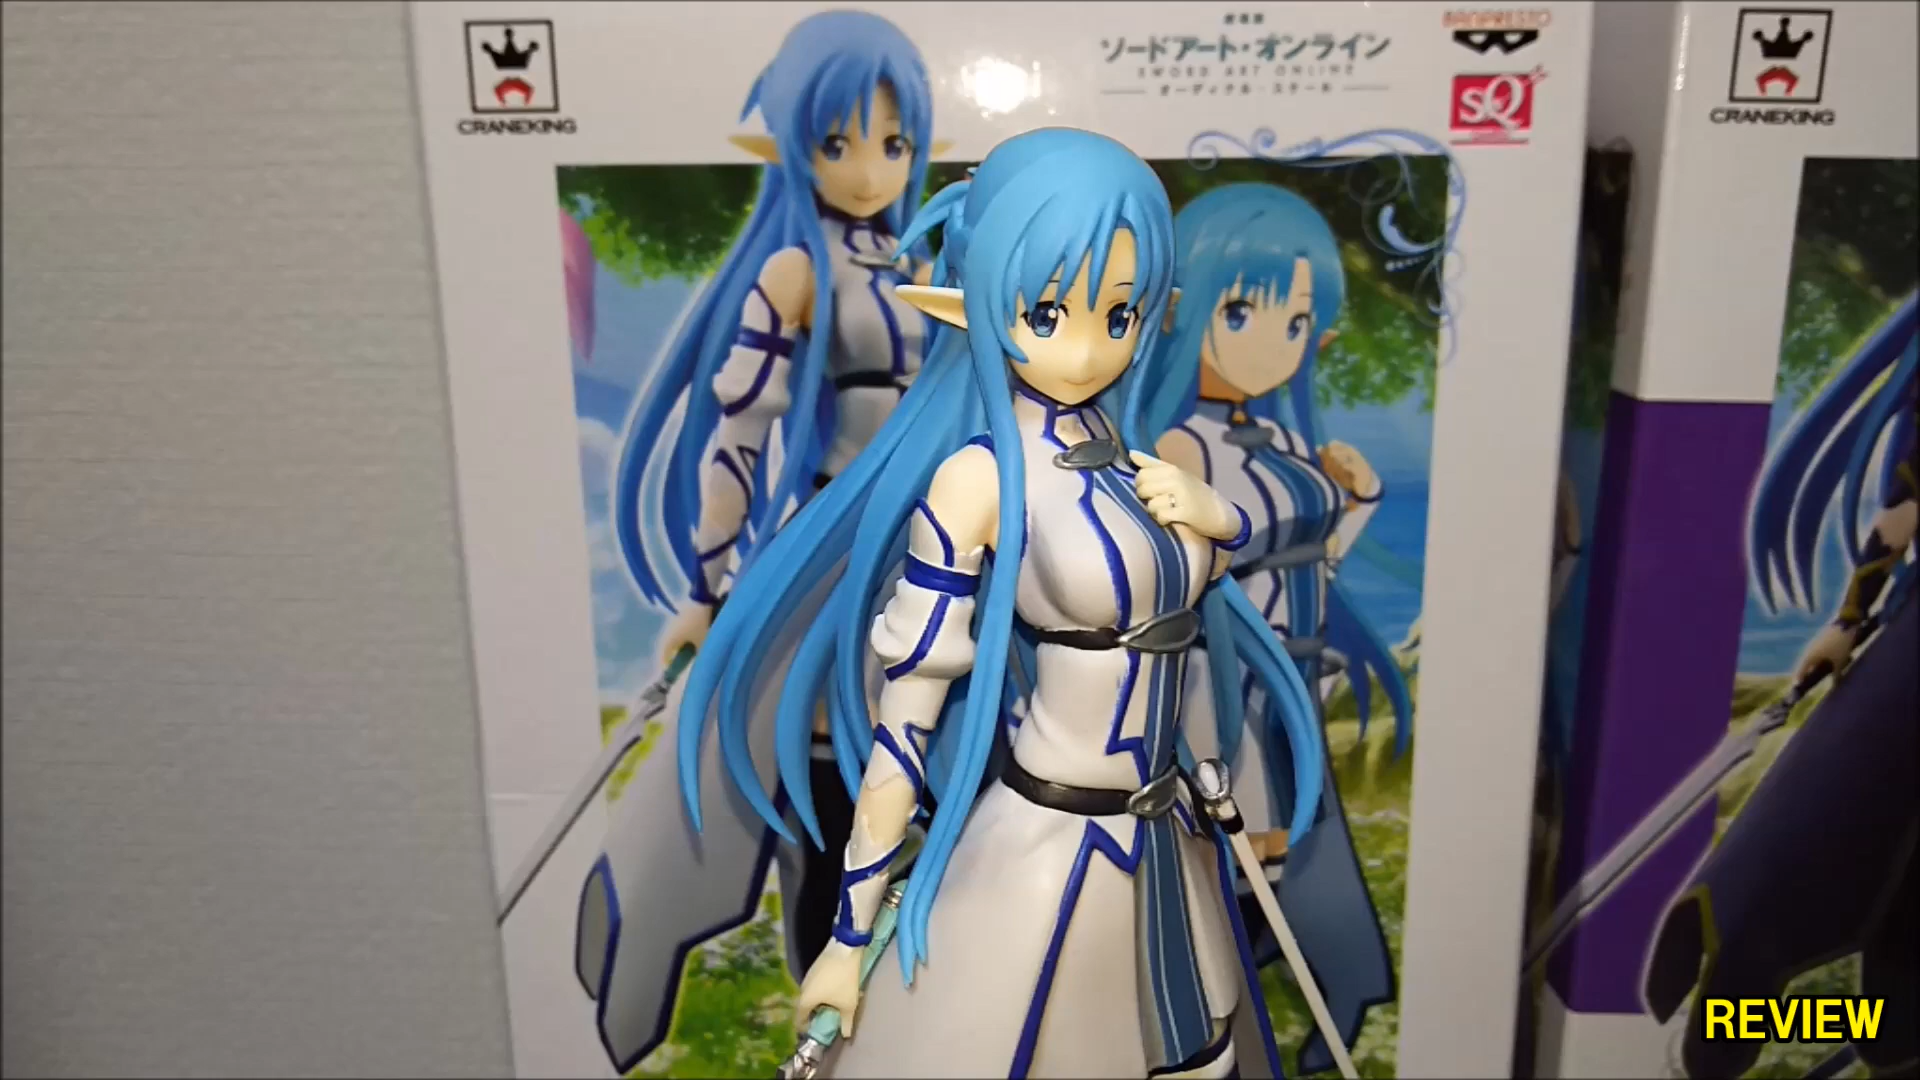 CRANEKING
劇場版
ソードアート・オンライン
SWORD ART ONLINE
オーディナル・スケール
BANPRESTO
SQ
CRANEKING
REVIEW